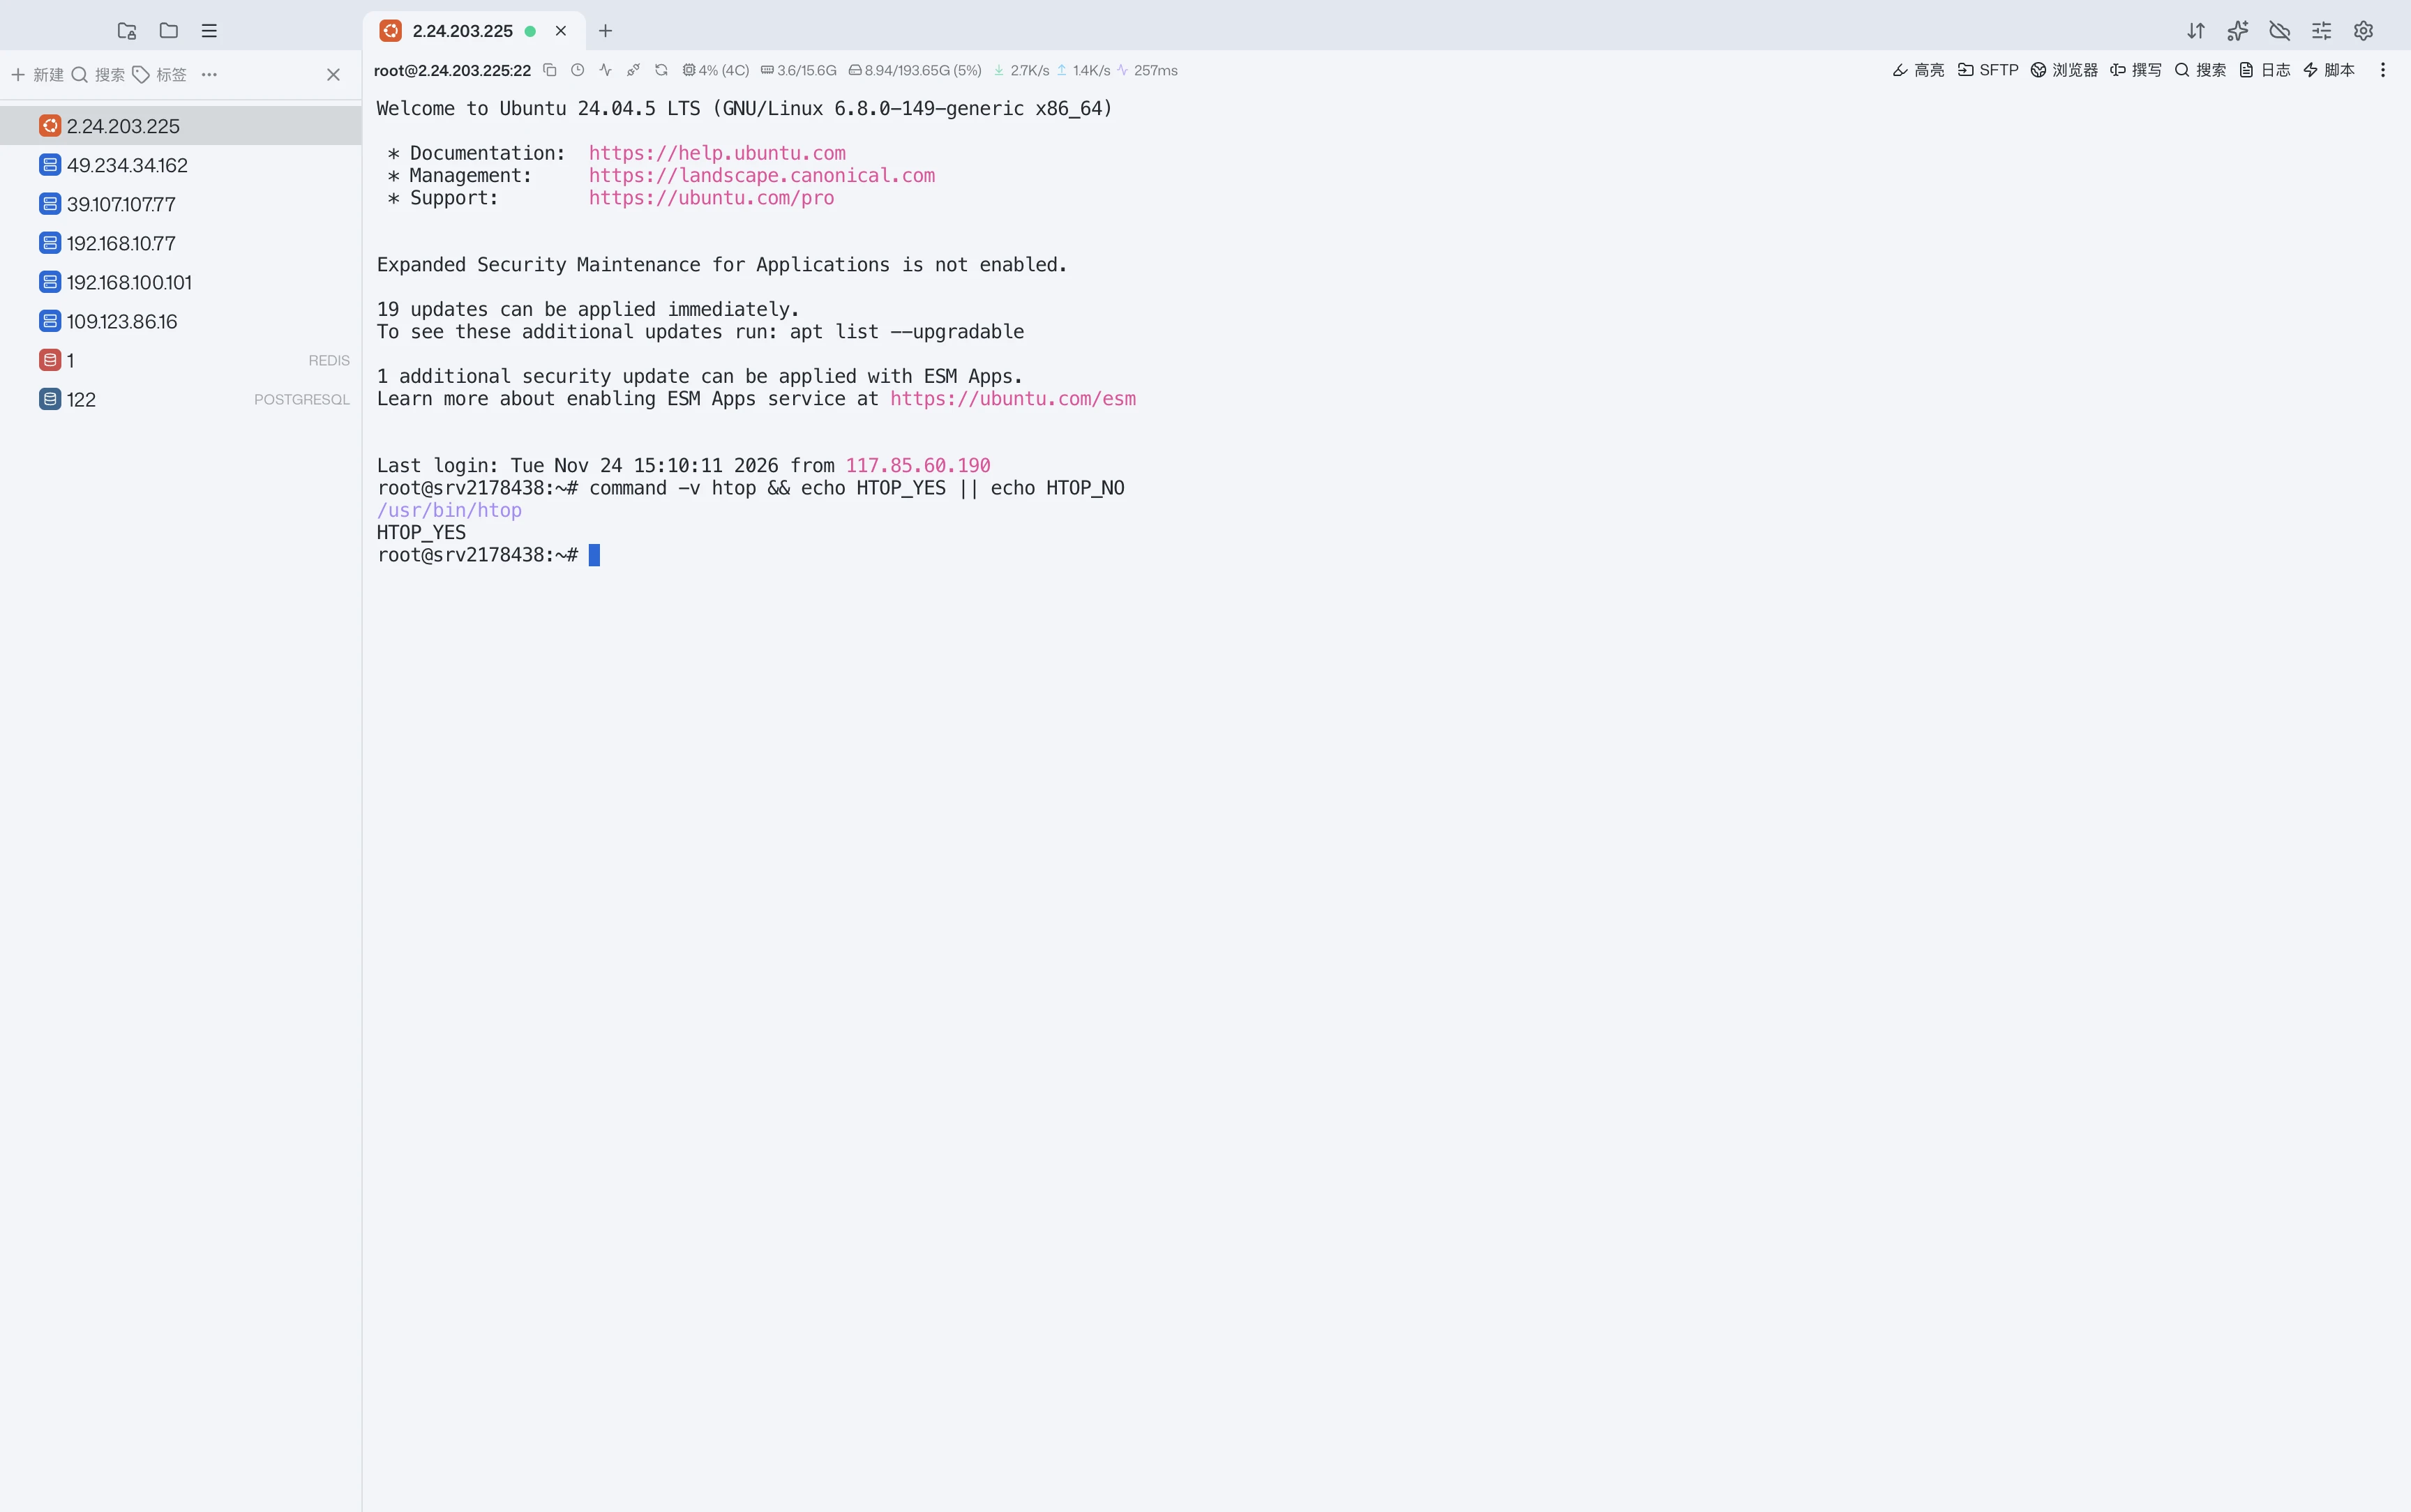 2.24.203.225
新建 搜索 标签
2.24.203.225
49.234.34.162
39.107.107.77
192.168.10.77
192.168.100.101
109.123.86.16
1 REDIS
122 POSTGRESQL
root@2.24.203.225:22 4% (4C) 3.6/15.6G 8.94/193.65G (5%) 2.7K/s 1.4K/s 257ms
高亮 SFTP 浏览器 撰写 搜索 日志 脚本
Welcome to Ubuntu 24.04.5 LTS (GNU/Linux 6.8.0-149-generic x86_64)
* Documentation: https://help.ubuntu.com
* Management: https://landscape.canonical.com
* Support: https://ubuntu.com/pro
Expanded Security Maintenance for Applications is not enabled.
19 updates can be applied immediately.
To see these additional updates run: apt list --upgradable
1 additional security update can be applied with ESM Apps.
Learn more about enabling ESM Apps service at https://ubuntu.com/esm
Last login: Tue Nov 24 15:10:11 2026 from 117.85.60.190
root@srv2178438:~# command -v htop && echo HTOP_YES || echo HTOP_NO
/usr/bin/htop
HTOP_YES
root@srv2178438:~#